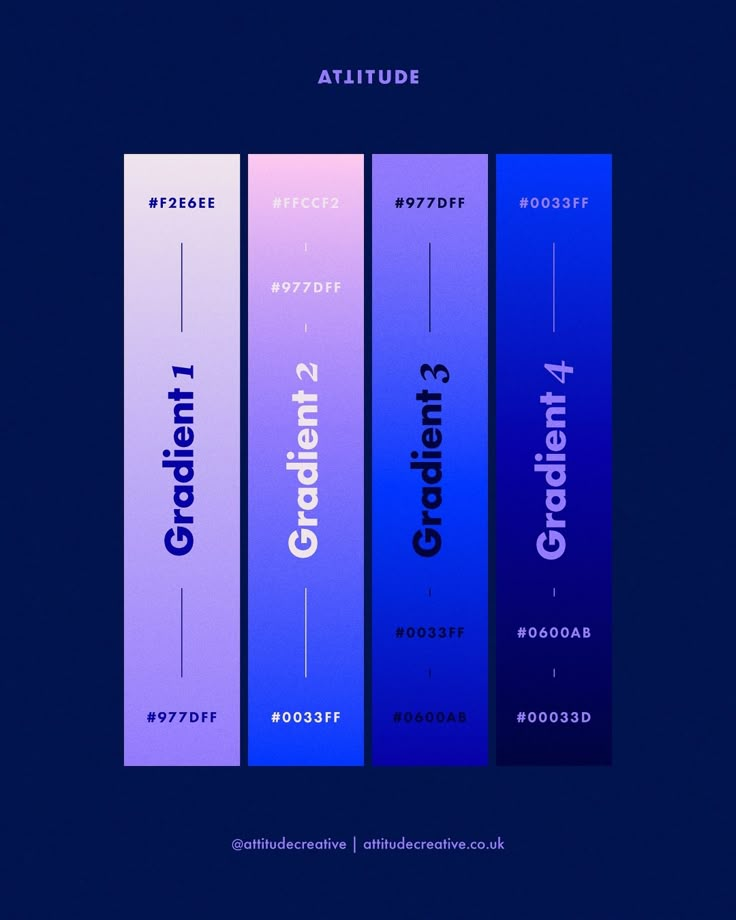 ATTITUDE
#F2E6EE
Gradient 1
#977DFF
#FFCCF2
#977DFF
Gradient 2
#0033FF
#977DFF
Gradient 3
#0033FF
#0600AB
#0033FF
Gradient 4
#0600AB
#00033D
@attitudecreative | attitudecreative.co.uk